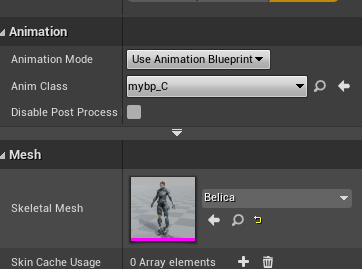 Animation
Animation Mode
Use Animation Blueprint
Anim Class
mybp_C
Disable Post Process
Mesh
Skeletal Mesh
Belica
Skin Cache Usage
0 Array elements